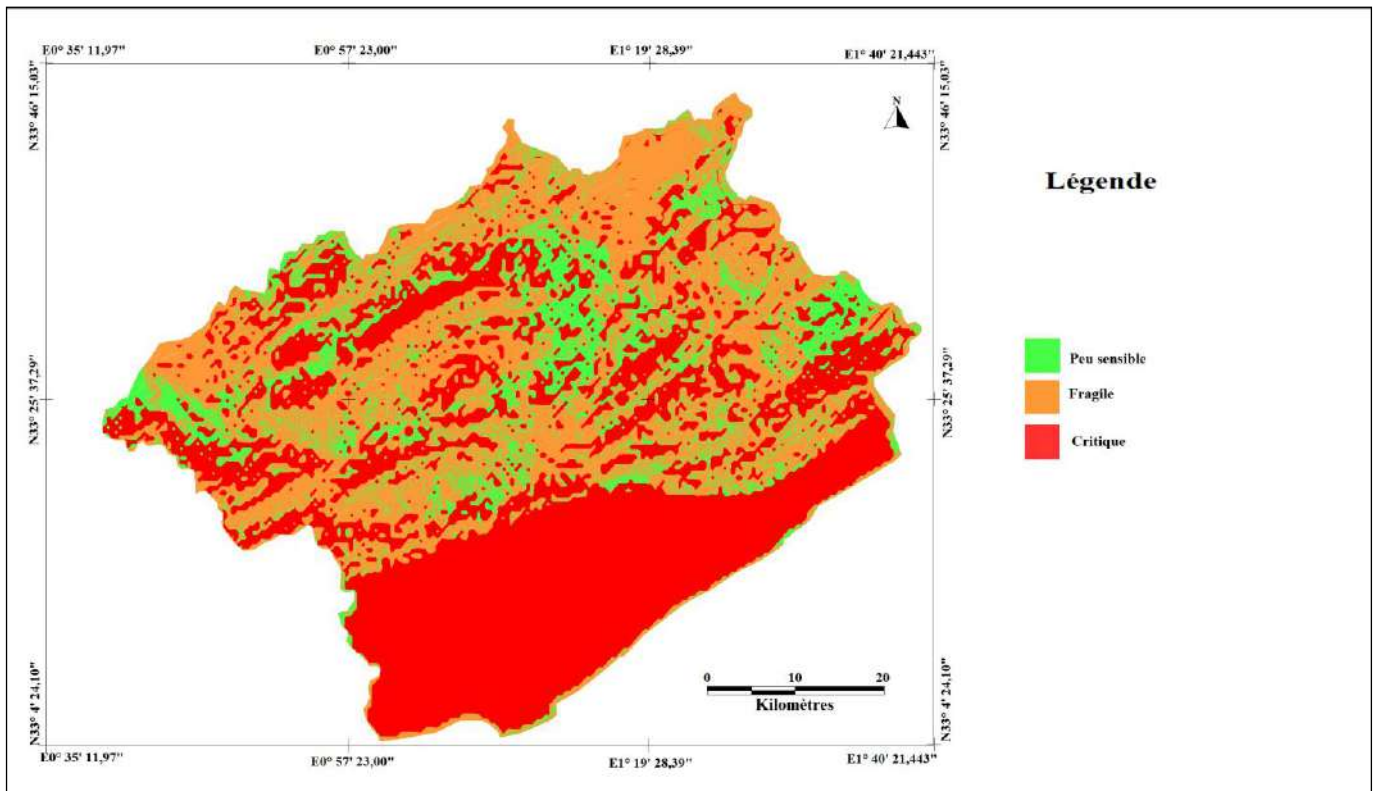 E0° 35' 11,97"
E0° 57' 23,00"
E1° 19' 28,39"
E1° 40' 21,443"
N33° 46' 15,03"
N33° 46' 15,03"
N
Légende
N33° 25' 37,29"
N33° 25' 37,29"
Peu sensible
Fragile
Critique
N33° 4' 24,10"
N33° 4' 24,10"
0 10 20
Kilomètres
E0° 35' 11,97"
E0° 57' 23,00"
E1° 19' 28,39"
E1° 40' 21,443"